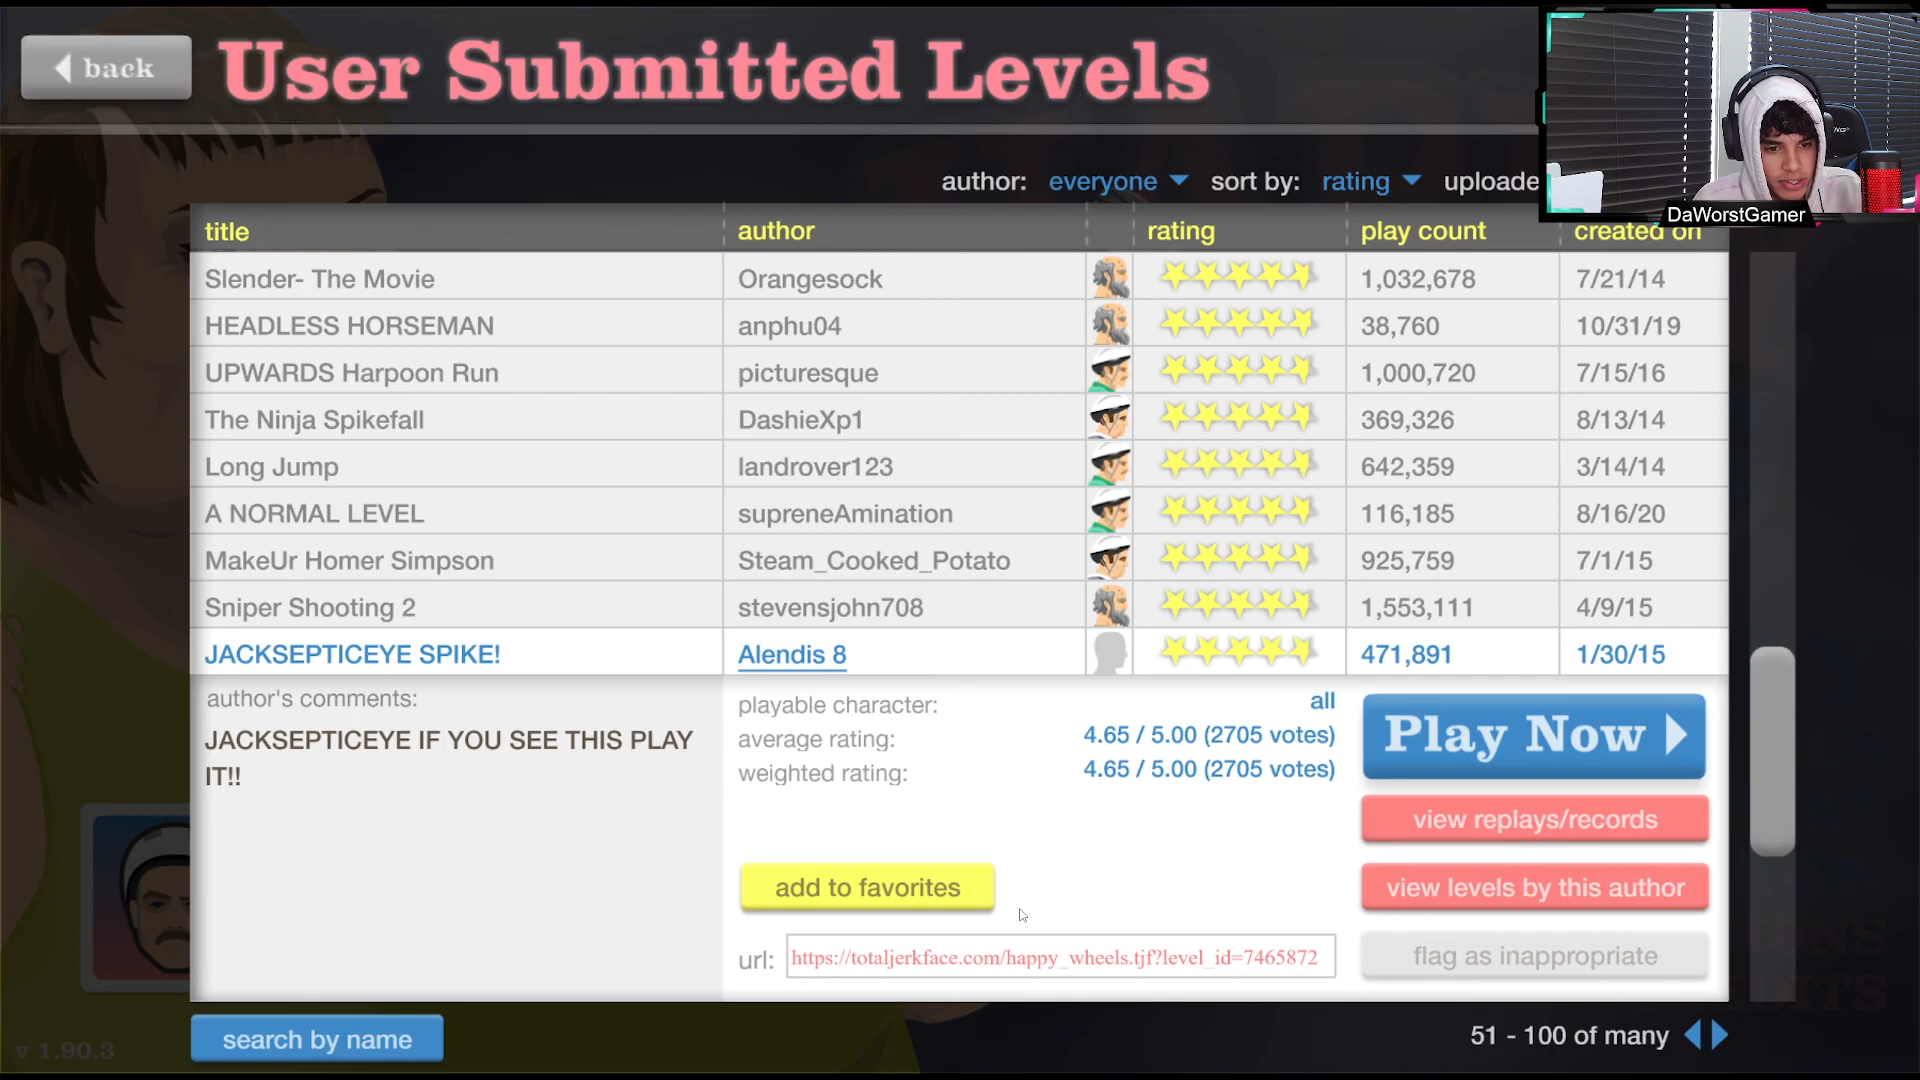 back
User Submitted Levels
author: everyone sort by: rating uploade
DaWorstGamer
title author rating play count created on
Slender- The Movie Orangesock 1,032,678 7/21/14
HEADLESS HORSEMAN anphu04 38,760 10/31/19
UPWARDS Harpoon Run picturesque 1,000,720 7/15/16
The Ninja Spikefall DashieXp1 369,326 8/13/14
Long Jump landrover123 642,359 3/14/14
A NORMAL LEVEL supreneAmination 116,185 8/16/20
MakeUr Homer Simpson Steam_Cooked_Potato 925,759 7/1/15
Sniper Shooting 2 stevensjohn708 1,553,111 4/9/15
JACKSEPTICEYE SPIKE! Alendis 8 471,891 1/30/15
author's comments:
JACKSEPTICEYE IF YOU SEE THIS PLAY
IT!!
playable character: all
average rating: 4.65 / 5.00 (2705 votes)
weighted rating: 4.65 / 5.00 (2705 votes)
Play Now
view replays/records
add to favorites
view levels by this author
url: https://totaljerkface.com/happy_wheels.tjf?level_id=7465872
flag as inappropriate
v 1.90.3
search by name
51 - 100 of many